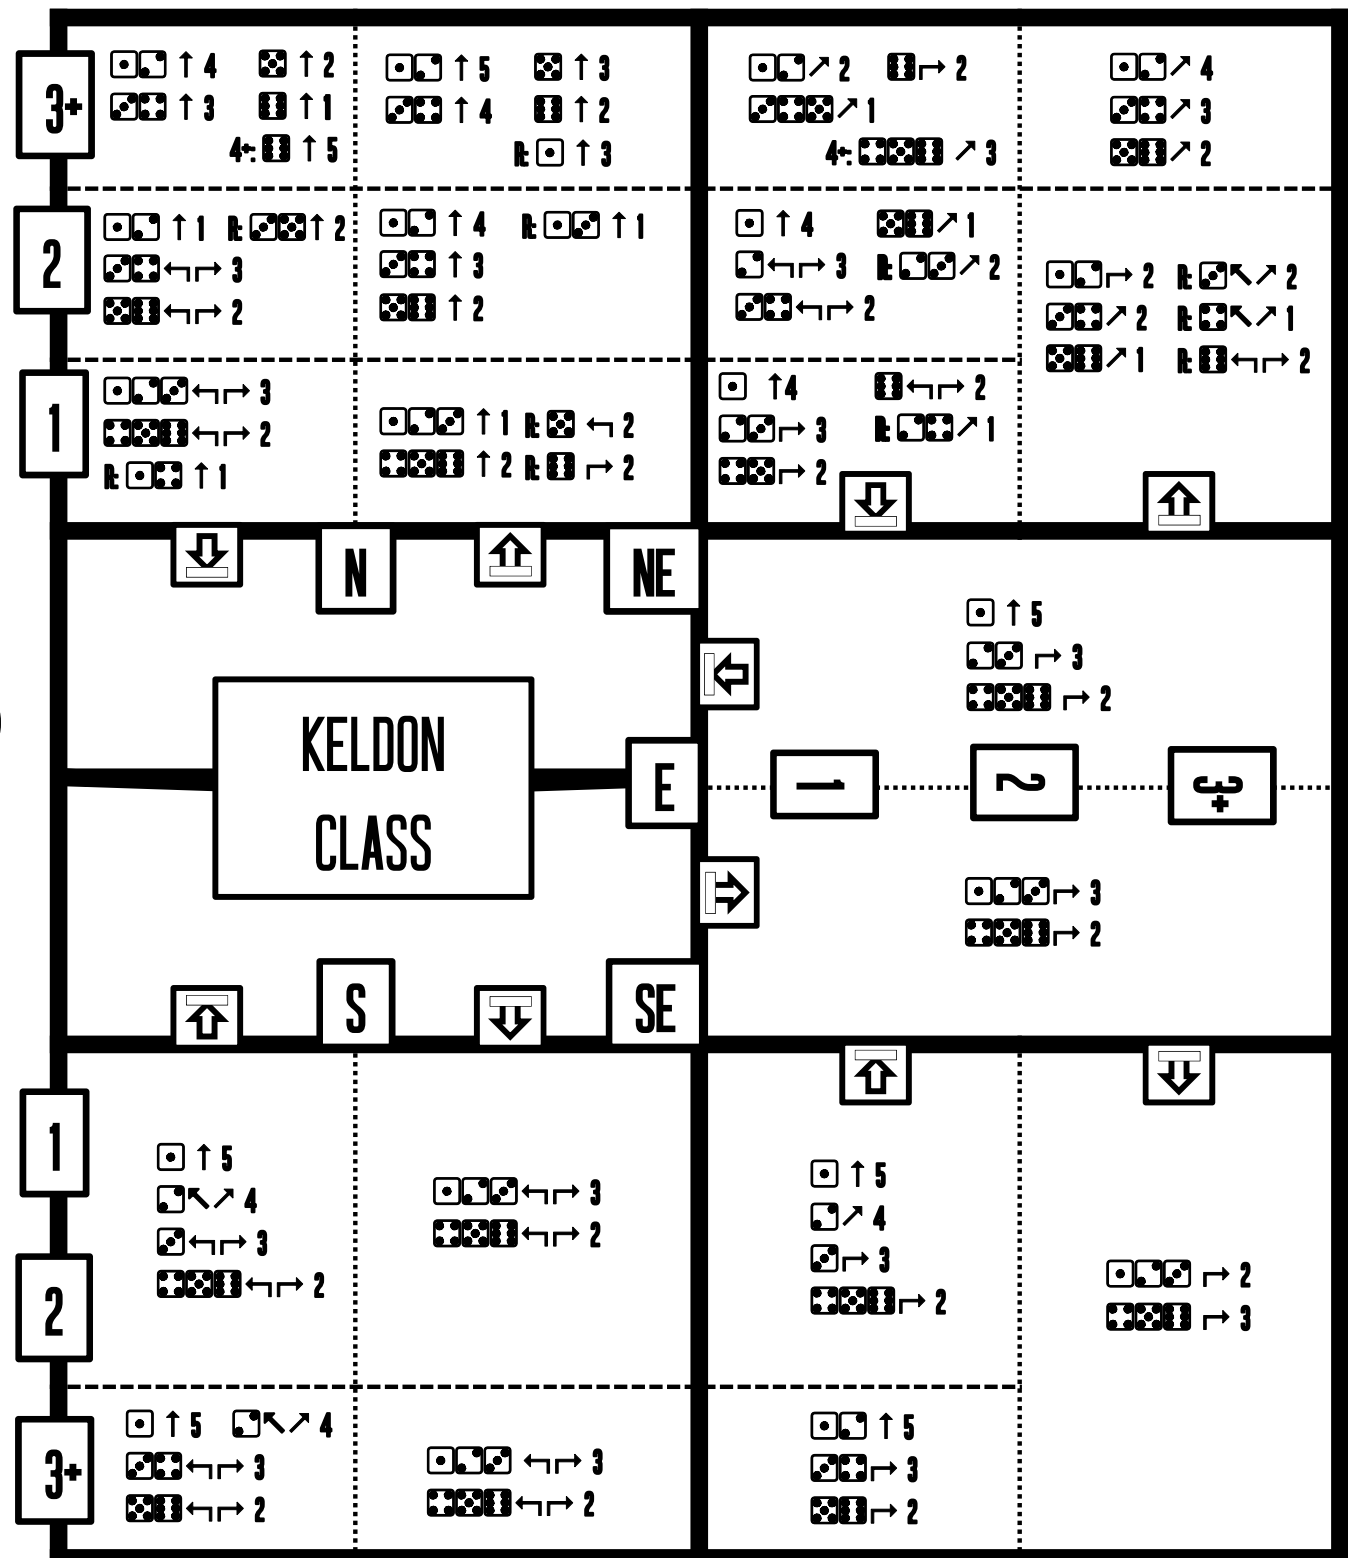 3+
↑ 4 ↑ 2
↑ 3 ↑ 1
4+: ↑ 5
↑ 5 ↑ 3
↑ 4 ↑ 2
R: ↑ 3
↗ 2 ↱ 2
↗ 1
4+: ↗ 3
↗ 4
↗ 3
↗ 2
2
↑ 1 R: ↑ 2
↰↱ 3
↰↱ 2
↑ 4 R: ↑ 1
↑ 3
↑ 2
↑ 4 ↗ 1
↰↱ 3 R: ↗ 2
↰↱ 2
↱ 2 R: ↖↗ 2
↗ 2 R: ↖↗ 1
↗ 1 R: ↰↱ 2
1
↰↱ 3
↰↱ 2
R: ↑ 1
↑ 1 R: ↰ 2
↑ 2 R: ↱ 2
↑4 ↰↱ 2
↱ 3 R: ↗ 1
↱ 2
N
NE
KELDON
CLASS
E
↑ 5
↱ 3
↱ 2
1
2
3+
↱ 3
↱ 2
S
SE
1
↑ 5
↖↗ 4
↰↱ 3
↰↱ 2
↰↱ 3
↰↱ 2
↑ 5
↗ 4
↱ 3
↱ 2
↱ 2
↱ 3
2
3+
↑ 5 ↖↗ 4
↰↱ 3
↰↱ 2
↰↱ 3
↰↱ 2
↑ 5
↱ 3
↱ 2